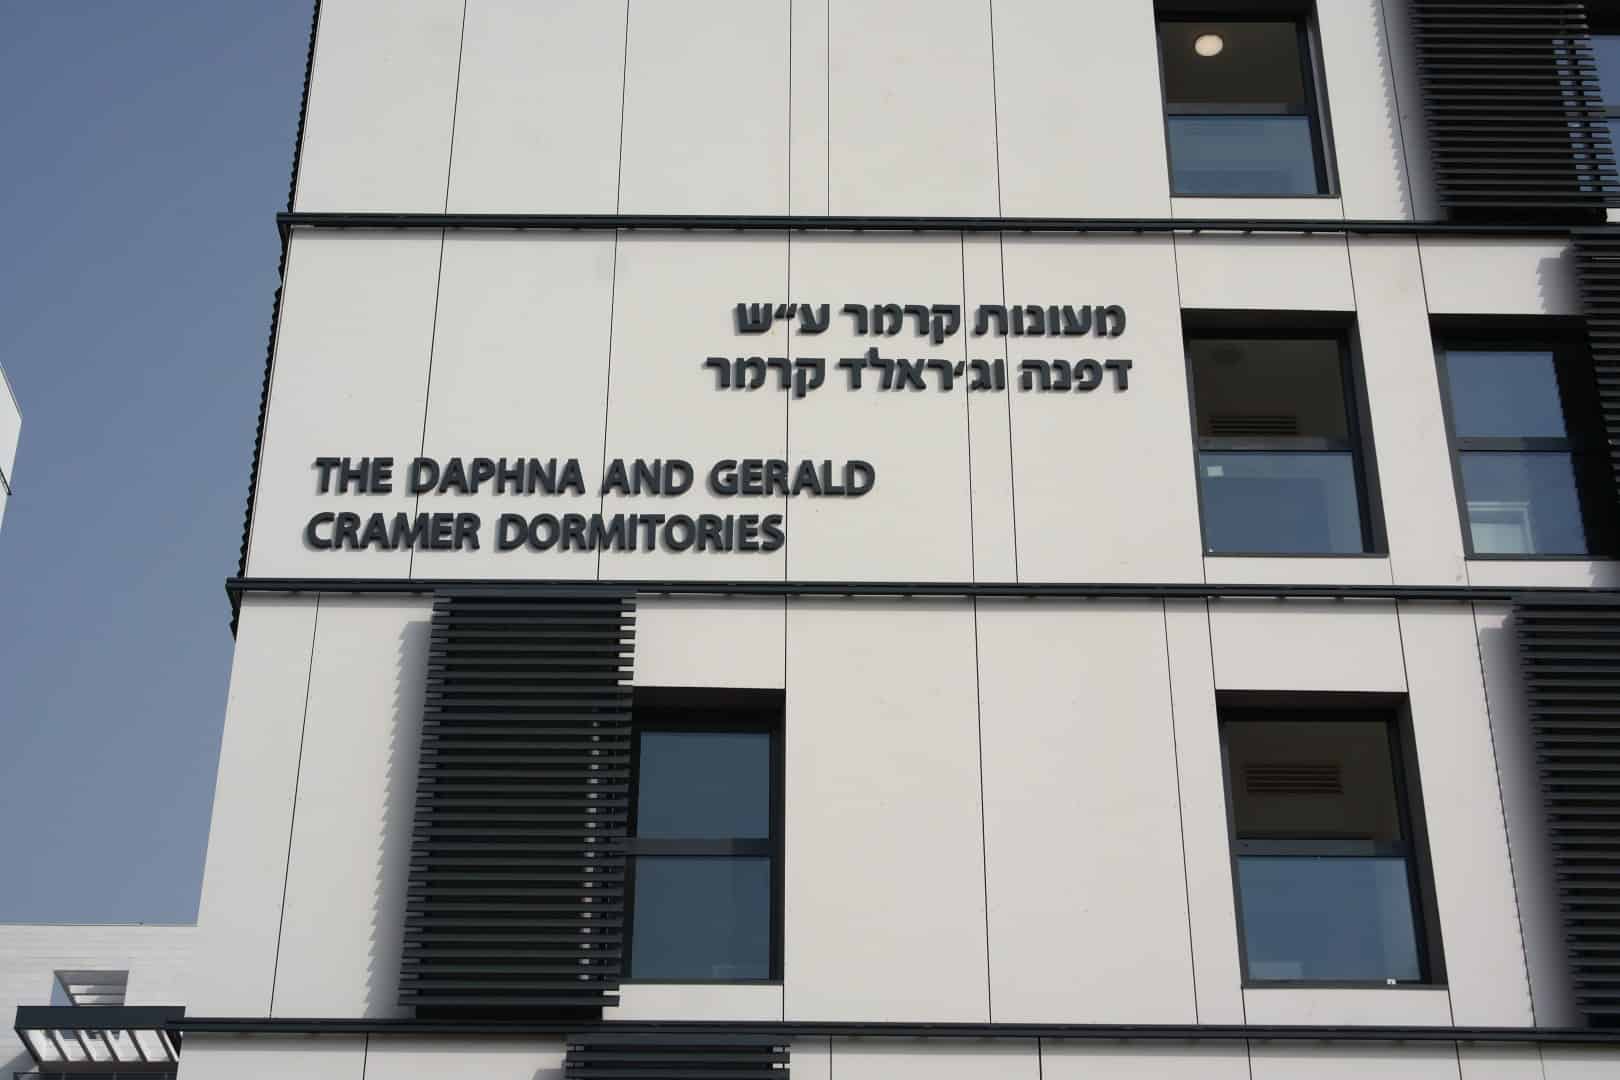 מעונות קרמר ע״ש
דפנה וג׳ראלד קרמר
THE DAPHNA AND GERALD
CRAMER DORMITORIES